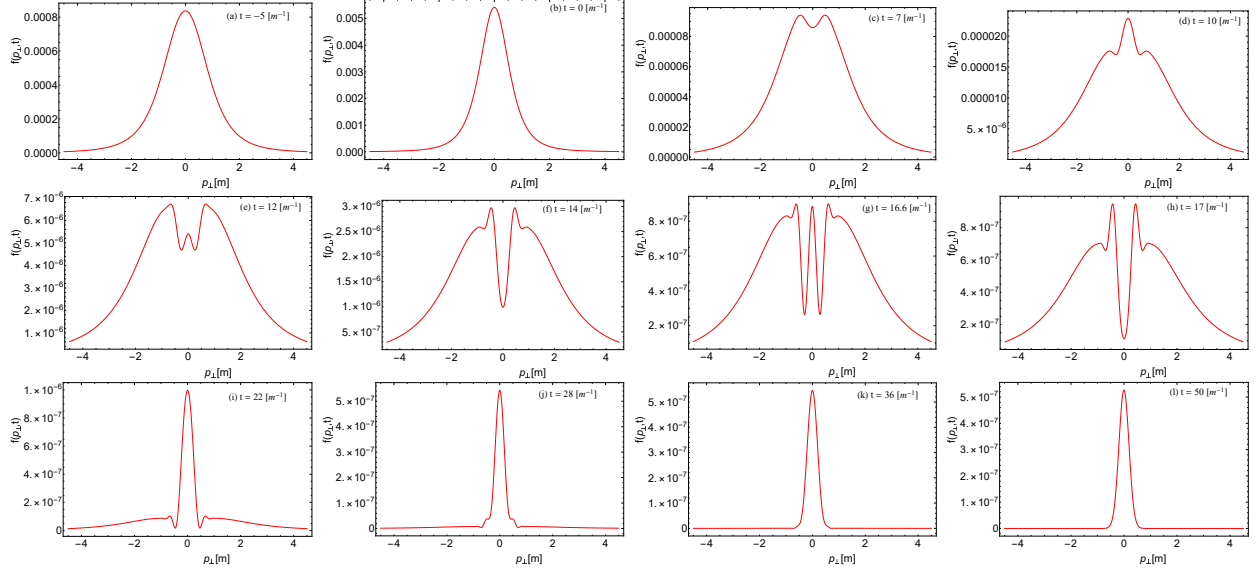 (a) t = −5 [m⁻¹]
f(p⊥,t)
0.0008
0.0006
0.0004
0.0002
0.0000
−4 −2 0 2 4
p⊥[m]
(b) t = 0 [m⁻¹]
f(p⊥,t)
0.005
0.004
0.003
0.002
0.001
0.000
−4 −2 0 2 4
p⊥[m]
(c) t = 7 [m⁻¹]
f(p⊥,t)
0.00008
0.00006
0.00004
0.00002
0.00000
−4 −2 0 2 4
p⊥[m]
(d) t = 10 [m⁻¹]
f(p⊥,t)
0.000020
0.000015
0.000010
5.×10⁻⁶
−4 −2 0 2 4
p⊥[m]
(e) t = 12 [m⁻¹]
f(p⊥,t)
7.×10⁻⁶
6.×10⁻⁶
5.×10⁻⁶
4.×10⁻⁶
3.×10⁻⁶
2.×10⁻⁶
1.×10⁻⁶
−4 −2 0 2 4
p⊥[m]
(f) t = 14 [m⁻¹]
f(p⊥,t)
3.×10⁻⁶
2.5×10⁻⁶
2.×10⁻⁶
1.5×10⁻⁶
1.×10⁻⁶
5.×10⁻⁷
−4 −2 0 2 4
p⊥[m]
(g) t = 16.6 [m⁻¹]
f(p⊥,t)
8.×10⁻⁷
6.×10⁻⁷
4.×10⁻⁷
2.×10⁻⁷
−4 −2 0 2 4
p⊥[m]
(h) t = 17 [m⁻¹]
f(p⊥,t)
8.×10⁻⁷
6.×10⁻⁷
4.×10⁻⁷
2.×10⁻⁷
−4 −2 0 2 4
p⊥[m]
(i) t = 22 [m⁻¹]
f(p⊥,t)
1.×10⁻⁶
8.×10⁻⁷
6.×10⁻⁷
4.×10⁻⁷
2.×10⁻⁷
0
−4 −2 0 2 4
p⊥[m]
(j) t = 28 [m⁻¹]
f(p⊥,t)
5.×10⁻⁷
4.×10⁻⁷
3.×10⁻⁷
2.×10⁻⁷
1.×10⁻⁷
0
−4 −2 0 2 4
p⊥[m]
(k) t = 36 [m⁻¹]
f(p⊥,t)
5.×10⁻⁷
4.×10⁻⁷
3.×10⁻⁷
2.×10⁻⁷
1.×10⁻⁷
0
−4 −2 0 2 4
p⊥[m]
(l) t = 50 [m⁻¹]
f(p⊥,t)
5.×10⁻⁷
4.×10⁻⁷
3.×10⁻⁷
2.×10⁻⁷
1.×10⁻⁷
0
−4 −2 0 2 4
p⊥[m]